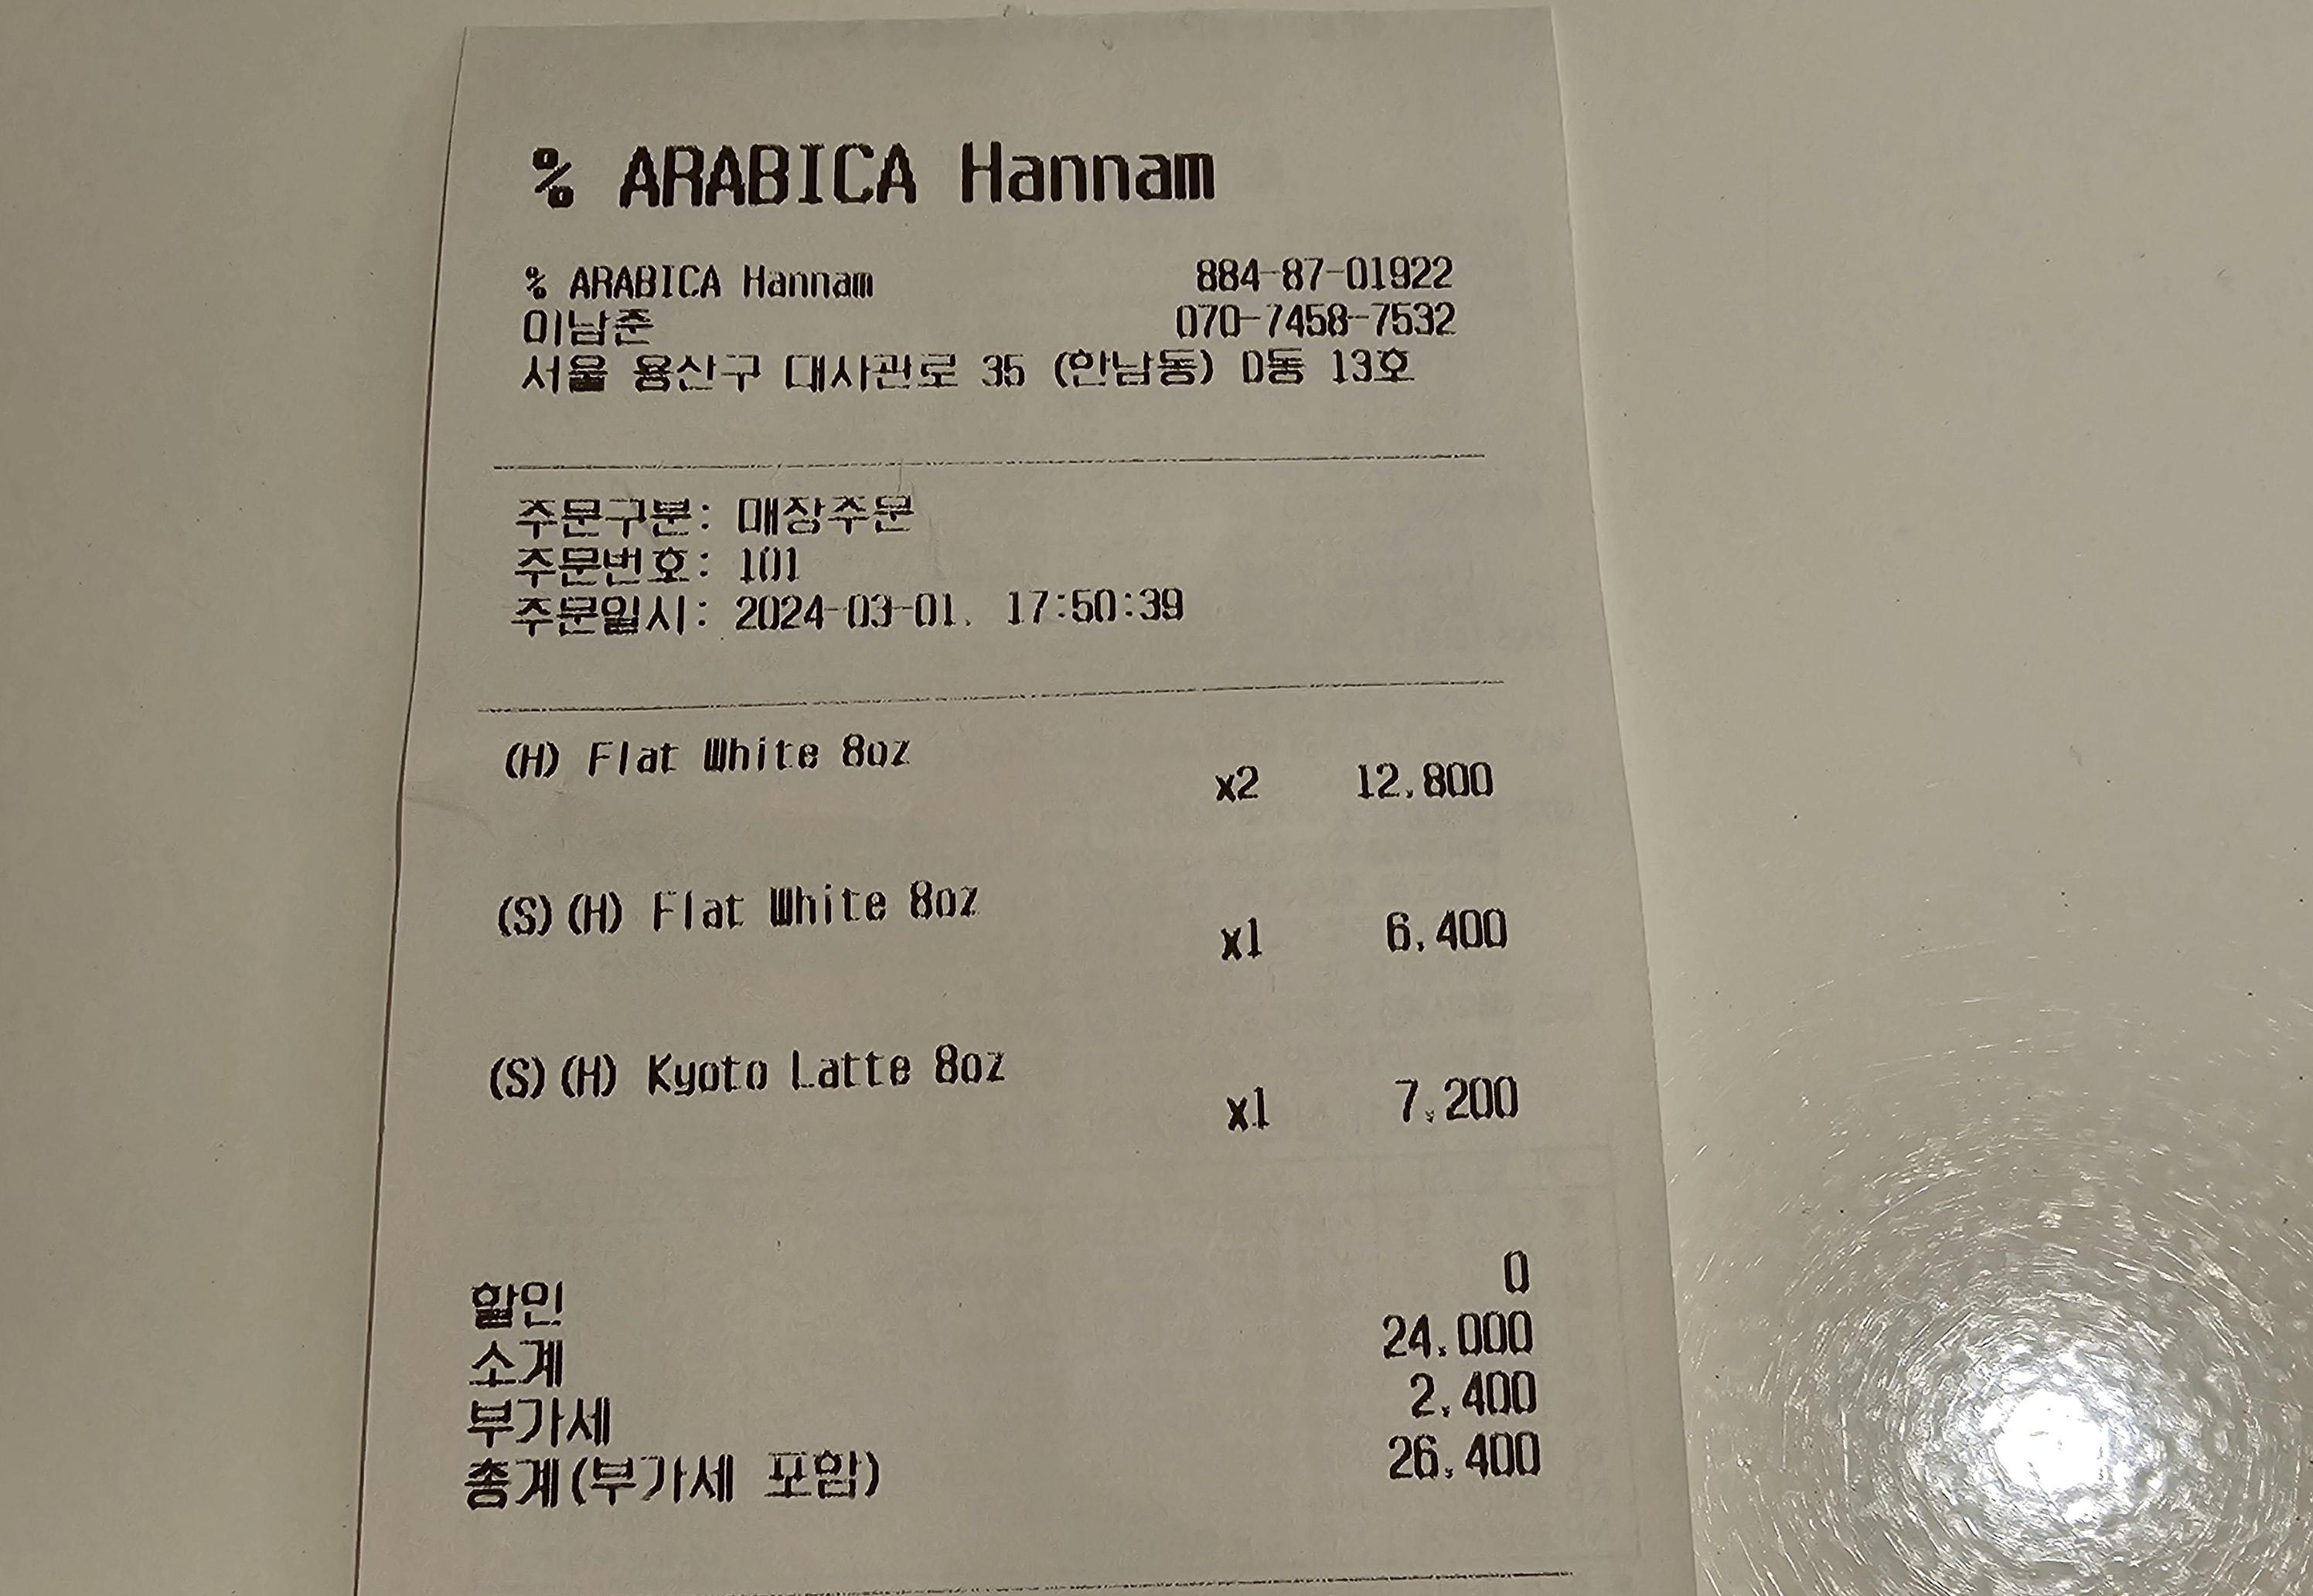 % ARABICA Hannam
% ARABICA Hannam 884-87-01922
이남준 070-7458-7532
서울 용산구 대사관로 35 (한남동) D동 13호
주문구분: 매장주문
주문번호: 101
주문일시: 2024-03-01. 17:50:39
(H) Flat White 8oz
x2 12,800
(S)(H) Flat White 8oz
x1 6,400
(S)(H) Kyoto Latte 8oz
x1 7,200
할인 0
소계 24,000
부가세 2,400
총계(부가세 포함) 26,400